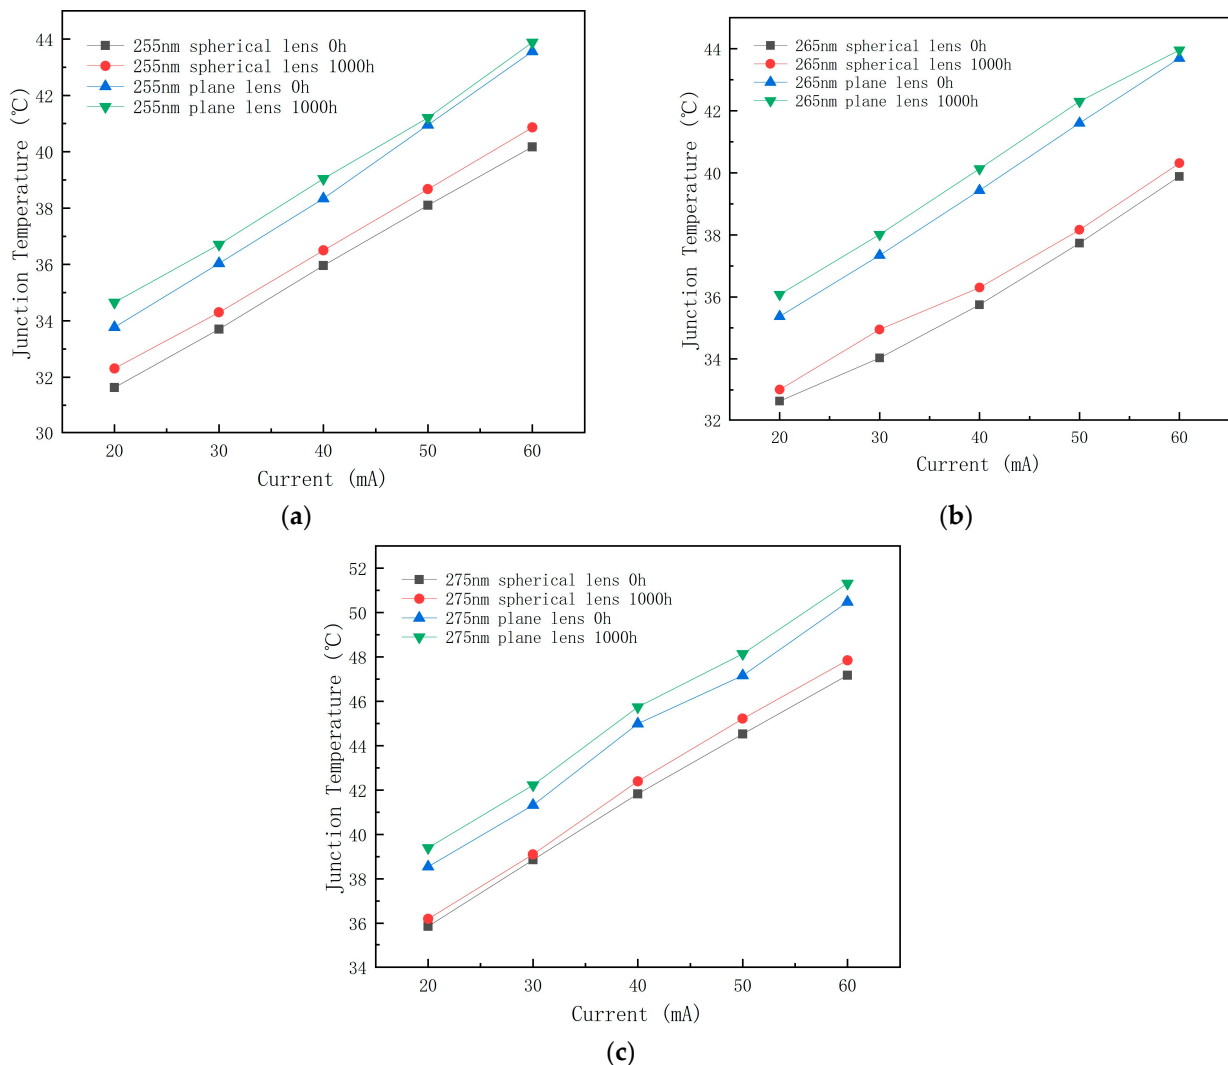 255nm spherical lens 0h
255nm spherical lens 1000h
255nm plane lens 0h
255nm plane lens 1000h
Junction Temperature (℃)
44
42
40
38
36
34
32
30
20 30 40 50 60
Current (mA)
(a)
265nm spherical lens 0h
265nm spherical lens 1000h
265nm plane lens 0h
265nm plane lens 1000h
Junction Temperature (℃)
44
42
40
38
36
34
32
20 30 40 50 60
Current (mA)
(b)
275nm spherical lens 0h
275nm spherical lens 1000h
275nm plane lens 0h
275nm plane lens 1000h
Junction Temperature (℃)
52
50
48
46
44
42
40
38
36
34
20 30 40 50 60
Current (mA)
(c)